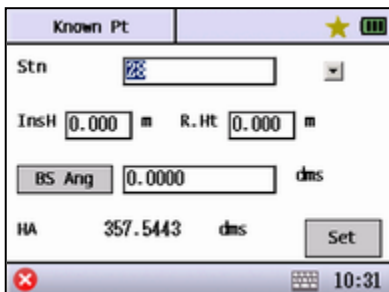 Known Pt
Stn 28
InsH 0.000 m R.Ht 0.000 m
BS Ang 0.0000 dms
HA 357.5443 dms Set
10:31